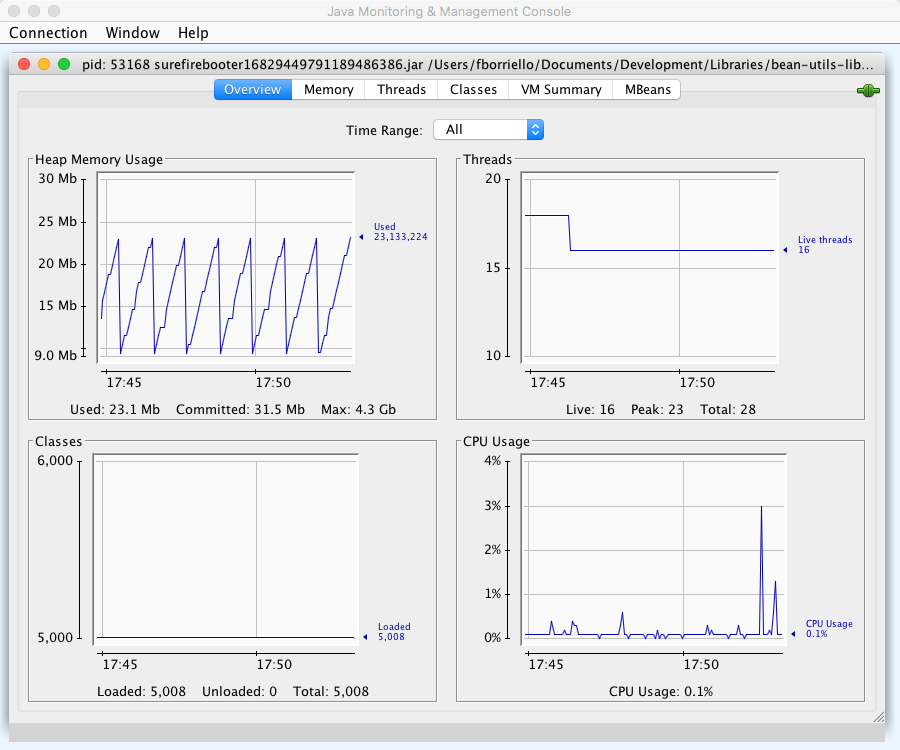 Java Monitoring & Management Console
Connection Window Help
pid: 53168 surefirebooter16829449791189486386.jar /Users/fborriello/Documents/Development/Libraries/bean-utils-lib...
Overview Memory Threads Classes VM Summary MBeans
Time Range: All
Heap Memory Usage
30 Mb
25 Mb
20 Mb
15 Mb
9.0 Mb
Used
23,133,224
17:45 17:50
Used: 23.1 Mb Committed: 31.5 Mb Max: 4.3 Gb
Threads
20
15
10
Live threads
16
17:45 17:50
Live: 16 Peak: 23 Total: 28
Classes
6,000
5,000
Loaded
5,008
17:45 17:50
Loaded: 5,008 Unloaded: 0 Total: 5,008
CPU Usage
4%
3%
2%
1%
0%
CPU Usage
0.1%
17:45 17:50
CPU Usage: 0.1%